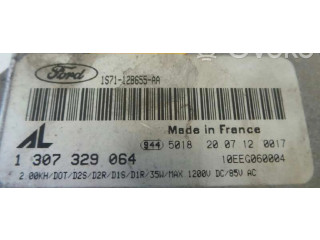 Ford
1S71-12B655-AA
Made in France
AL
944 5018 20 07 12 0017
1 307 329 064
10EEG060004
2.00KH/DOT/D2S/D2R/D1S/D1R/35W/MAX 1200V DC/85V AC